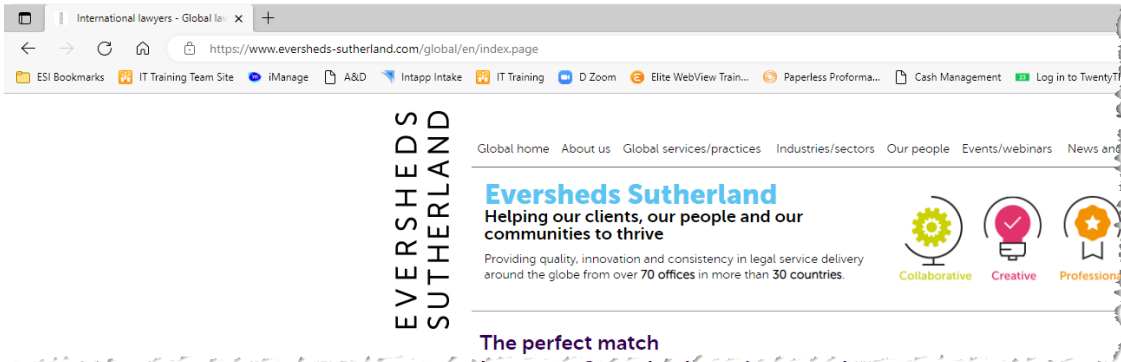 International lawyers - Global la
https://www.eversheds-sutherland.com/global/en/index.page
ESI Bookmarks IT Training Team Site iManage A&D Intapp Intake IT Training D Zoom Elite WebView Train... Paperless Proforma... Cash Management Log in to TwentyTh
EVERSHEDS
SUTHERLAND
Global home About us Global services/practices Industries/sectors Our people Events/webinars News and
Eversheds Sutherland
Helping our clients, our people and our
communities to thrive
Providing quality, innovation and consistency in legal service delivery
around the globe from over 70 offices in more than 30 countries.
Collaborative Creative Professiona
The perfect match